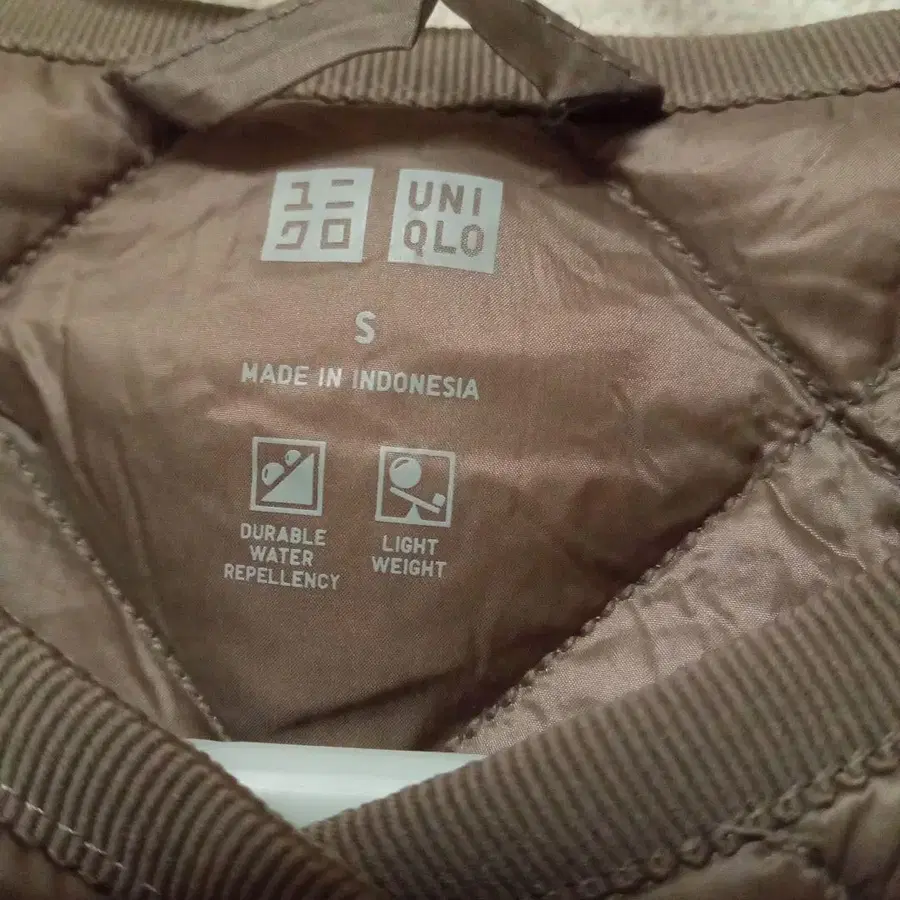 ユニ
クロ
UNI
QLO
S
MADE IN INDONESIA
DURABLE
WATER
REPELLENCY
LIGHT
WEIGHT